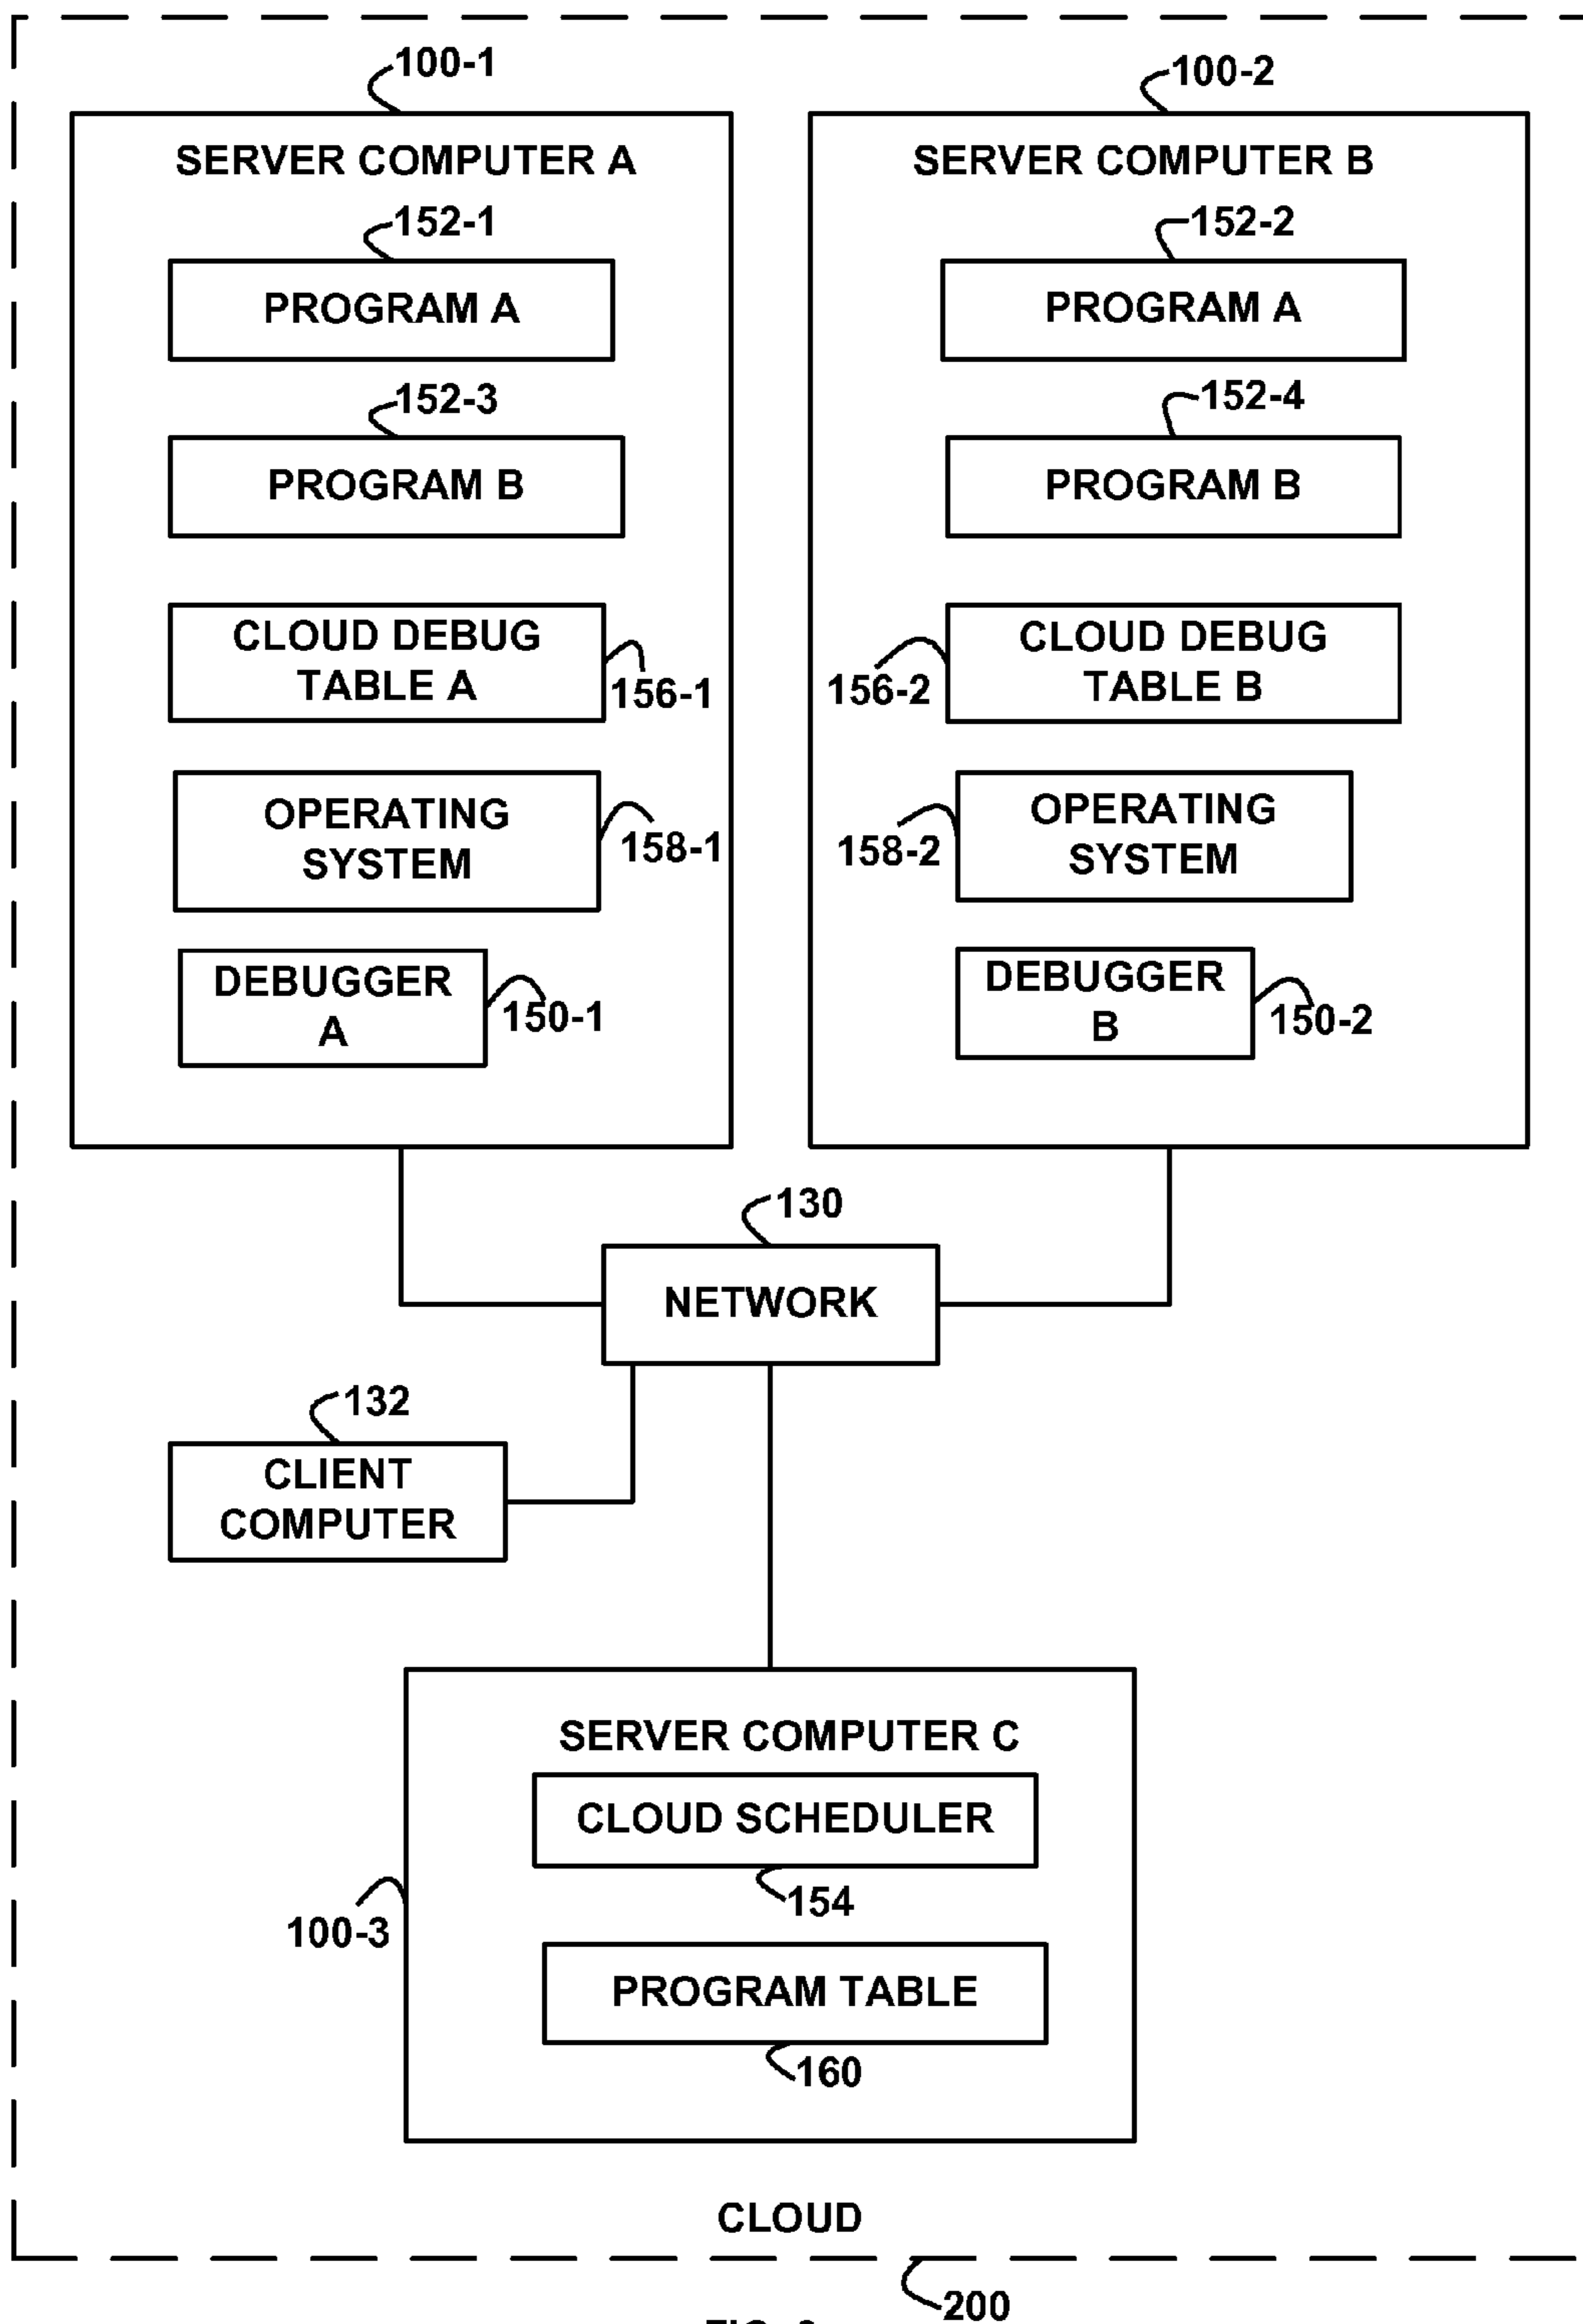 100-1
100-2
SERVER COMPUTER A
SERVER COMPUTER B
152-1
152-2
PROGRAM A
PROGRAM A
152-3
152-4
PROGRAM B
PROGRAM B
CLOUD DEBUG
TABLE A
156-1
156-2
CLOUD DEBUG
TABLE B
OPERATING
SYSTEM
158-1
158-2
OPERATING
SYSTEM
DEBUGGER
A
150-1
DEBUGGER
B
150-2
130
NETWORK
132
CLIENT
COMPUTER
SERVER COMPUTER C
CLOUD SCHEDULER
154
100-3
PROGRAM TABLE
160
CLOUD
200